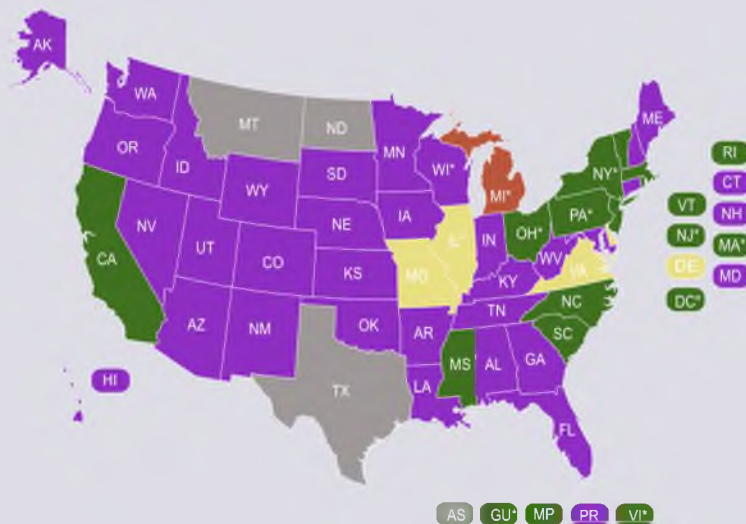 AK
WA
MT
ND
MN
ME
OR
ID
SD
WI*
MI*
NY*
RI
WY
CT
VT
NH
NV
NE
IA
IL*
IN
OH*
PA*
NJ*
MA*
CA
UT
CO
KS
MO
WV
VA
DE
MD
KY
DC*
AZ
NM
OK
AR
TN
NC
SC
MS
AL
GA
HI
TX
LA
FL
AS
GU*
MP
PR
VI*